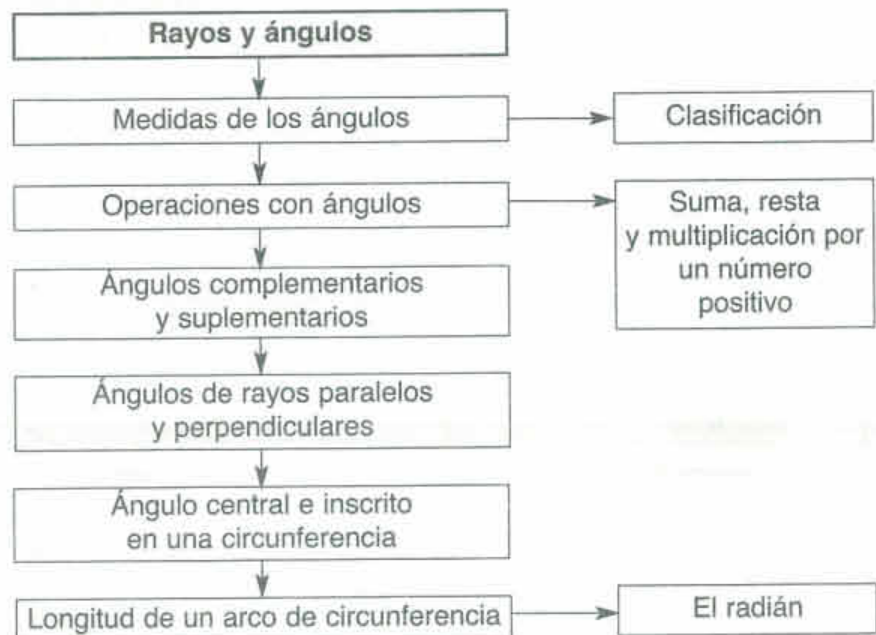 Rayos y ángulos
Medidas de los ángulos
Clasificación
Operaciones con ángulos
Suma, resta
y multiplicación por
un número
positivo
Ángulos complementarios
y suplementarios
Ángulos de rayos paralelos
y perpendiculares
Ángulo central e inscrito
en una circunferencia
Longitud de un arco de circunferencia
El radián